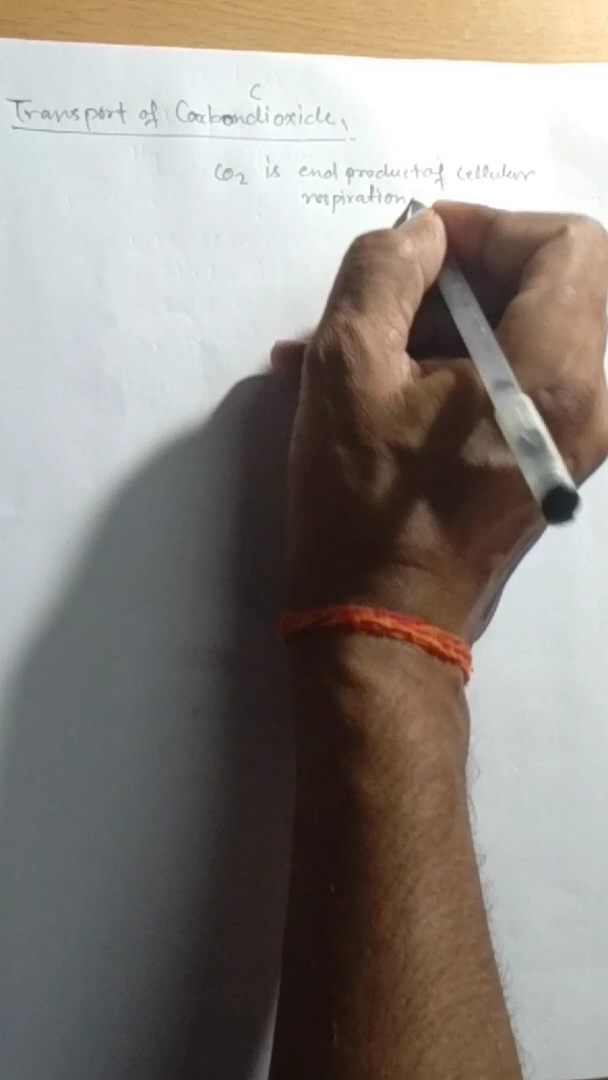 C
Transport of Carbondioxide,
CO2 is end product of cellular
respiration